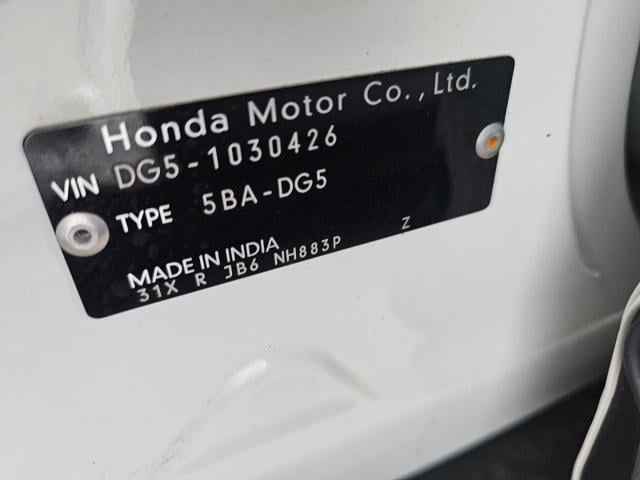 Honda Motor Co., Ltd.
VIN DG5-1030426
TYPE 5BA-DG5
MADE IN INDIA
31X R JB6 NH883P Z